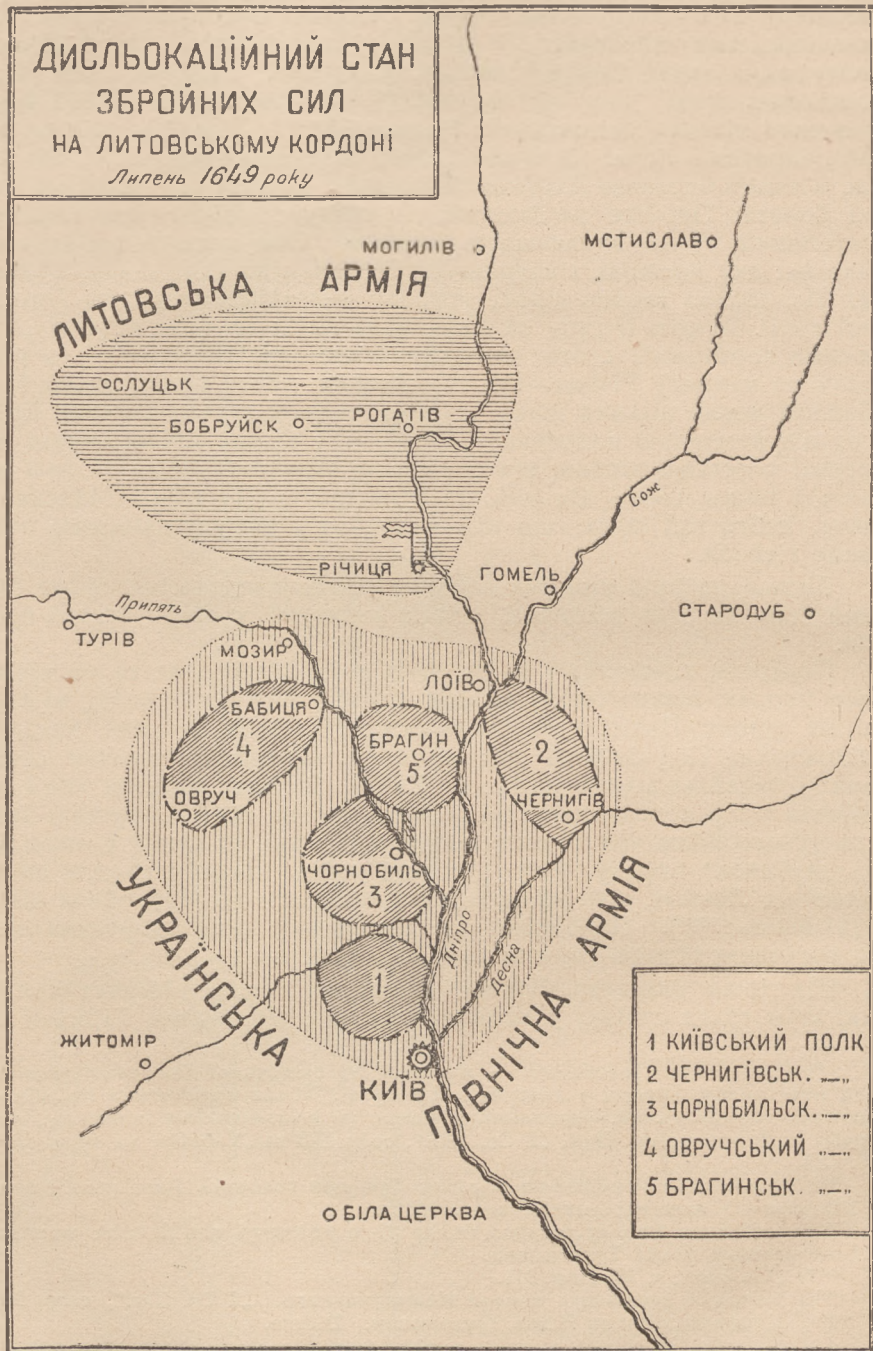 ДИСЛЬОКАЦІЙНИЙ СТАН
ЗБРОЙНИХ СИЛ
НА ЛИТОВСЬКОМУ КОРДОНІ
Липень 1649 року
МОГИЛІВ
МСТИСЛАВ
ЛИТОВСЬКА АРМІЯ
СЛУЦЬК
БОБРУЙСК
РОГАТІВ
Сож
РІЧИЦЯ
ГОМЕЛЬ
Припять
ТУРІВ
СТАРОДУБ
МОЗИР
ЛОЇВ
БАБИЦЯ
4
БРАГИН
5
2
ОВРУЧ
ЧЕРНИГІВ
ЧОРНОБИЛЬ
3
УКРАЇНСЬКА
ПІВНІЧНА АРМІЯ
Дніпро
Десна
1
ЖИТОМІР
КИЇВ
БІЛА ЦЕРКВА
1 КИЇВСЬКИЙ ПОЛК
2 ЧЕРНИГІВСЬК. „—„
3 ЧОРНОБИЛЬСК. „—„
4 ОВРУЧСЬКИЙ „—„
5 БРАГИНСЬК. „—„